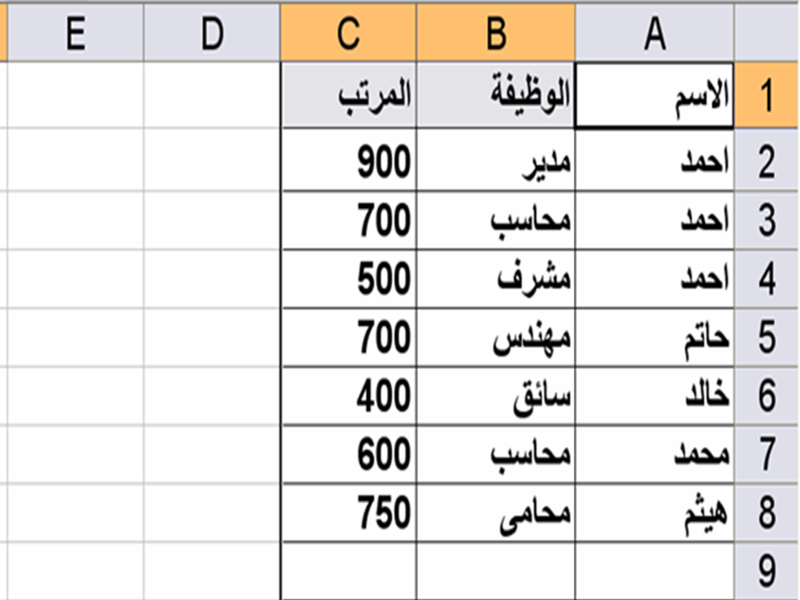 A B C D E
1 الاسم الوظيفة المرتب
2 احمد مدير 900
3 احمد محاسب 700
4 احمد مشرف 500
5 حاتم مهندس 700
6 خالد سائق 400
7 محمد محاسب 600
8 هيثم محامى 750
9